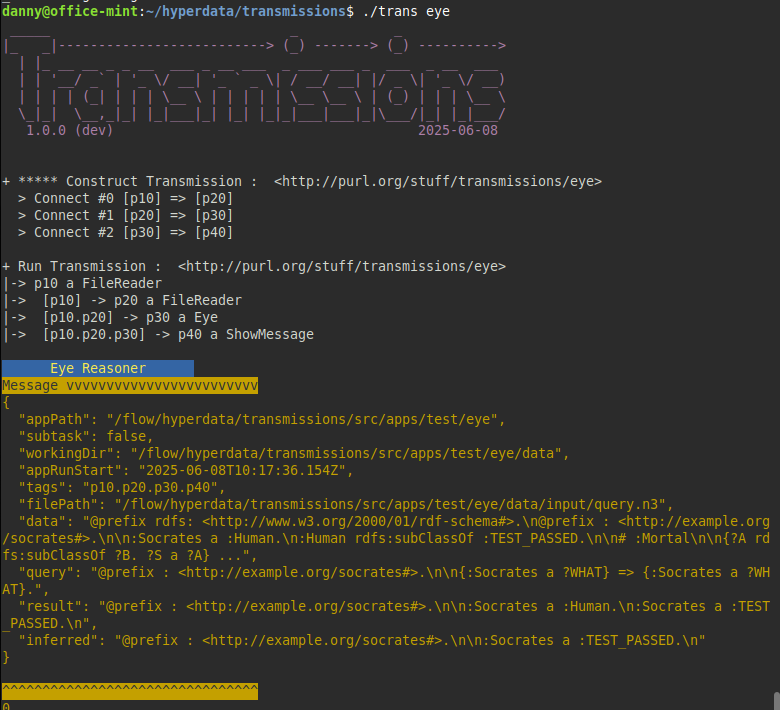 danny@office-mint:~/hyperdata/transmissions$ ./trans eye
Transmissions
1.0.0 (dev) 2025-06-08
+ ***** Construct Transmission :  <http://purl.org/stuff/transmissions/eye>
  > Connect #0 [p10] => [p20]
  > Connect #1 [p20] => [p30]
  > Connect #2 [p30] => [p40]
+ Run Transmission :  <http://purl.org/stuff/transmissions/eye>
|-> p10 a FileReader
|->  [p10] -> p20 a FileReader
|->  [p10.p20] -> p30 a Eye
|->  [p10.p20.p30] -> p40 a ShowMessage
Eye Reasoner
Message vvvvvvvvvvvvvvvvvvvvvvvv
{
  "appPath": "/flow/hyperdata/transmissions/src/apps/test/eye",
  "subtask": false,
  "workingDir": "/flow/hyperdata/transmissions/src/apps/test/eye/data",
  "appRunStart": "2025-06-08T10:17:36.154Z",
  "tags": "p10.p20.p30.p40",
  "filePath": "/flow/hyperdata/transmissions/src/apps/test/eye/data/input/query.n3",
  "data": "@prefix rdfs: <http://www.w3.org/2000/01/rdf-schema#>.\n@prefix : <http://example.org
/socrates#>.\n\n:Socrates a :Human.\n:Human rdfs:subClassOf :TEST_PASSED.\n\n# :Mortal\n\n{?A rd
fs:subClassOf ?B. ?S a ?A} ...",
  "query": "@prefix : <http://example.org/socrates#>.\n\n{:Socrates a ?WHAT} => {:Socrates a ?WH
AT}.",
  "result": "@prefix : <http://example.org/socrates#>.\n\n:Socrates a :Human.\n:Socrates a :TEST
_PASSED.\n",
  "inferred": "@prefix : <http://example.org/socrates#>.\n\n:Socrates a :TEST_PASSED.\n"
}
^^^^^^^^^^^^^^^^^^^^^^^^^^^^^^^^
0